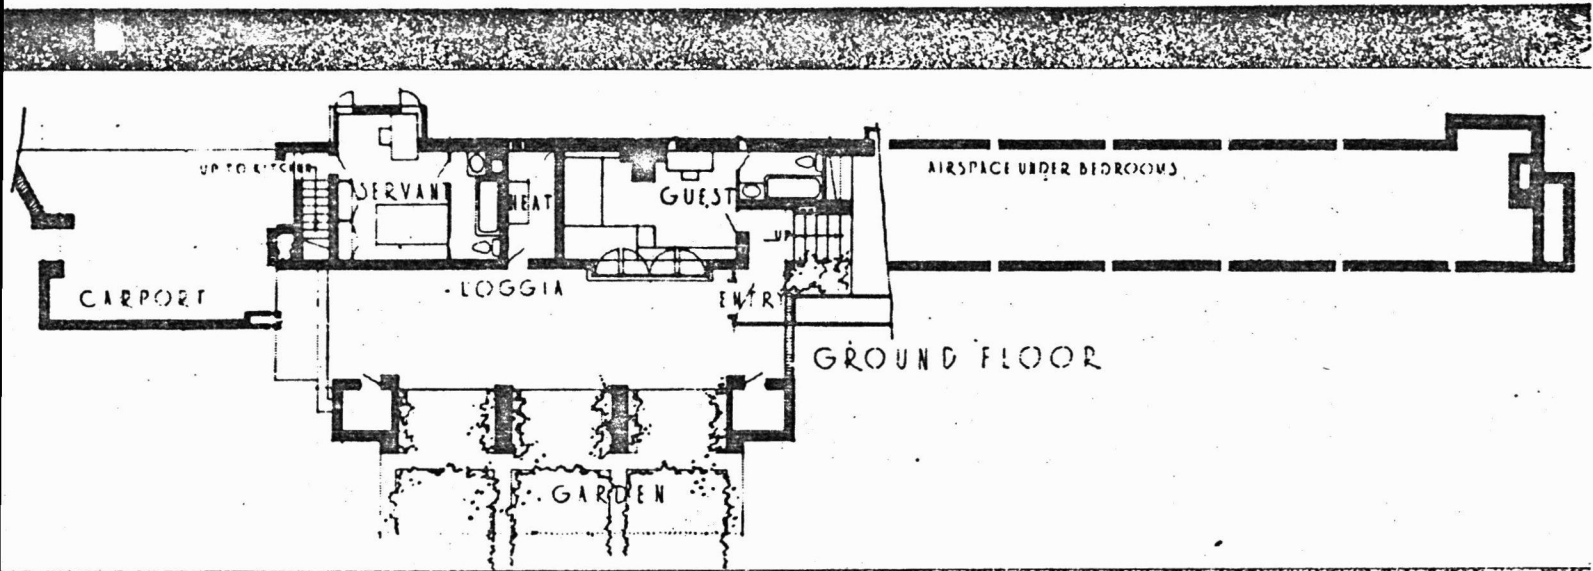 UP TO KITCHEN
SERVANT
HEAT
GUEST
AIRSPACE UNDER BEDROOMS
UP
CARPORT
LOGGIA
ENTRY
GROUND FLOOR
GARDEN